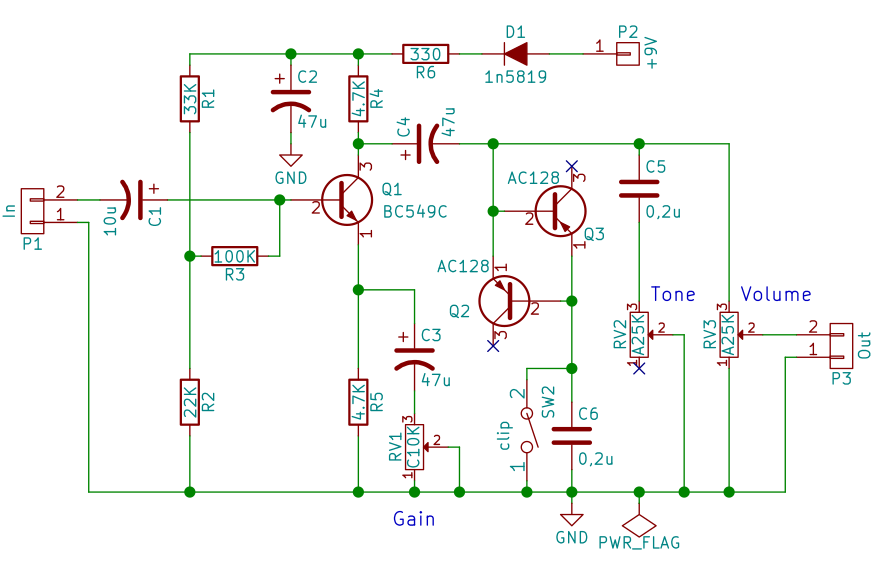 D1
1n5819
P2
1
+9V
330
R6
33K
R1
+
C2
47u
GND
4.7K
R4
C4
+
47u
In
2
1
P1
10u
+
C1
3
Q1
2
BC549C
1
100K
R3
AC128
3
2
Q3
1
C5
0,2u
AC128
1
Q2
2
3
Tone
Volume
RV2
3
A25K
2
1
RV3
3
A25K
2
1
2
1
P3
Out
+
C3
47u
22K
R2
4.7K
R5
RV1
3
C10K
2
1
Gain
clip
2
1
SW2
C6
0,2u
GND
PWR_FLAG